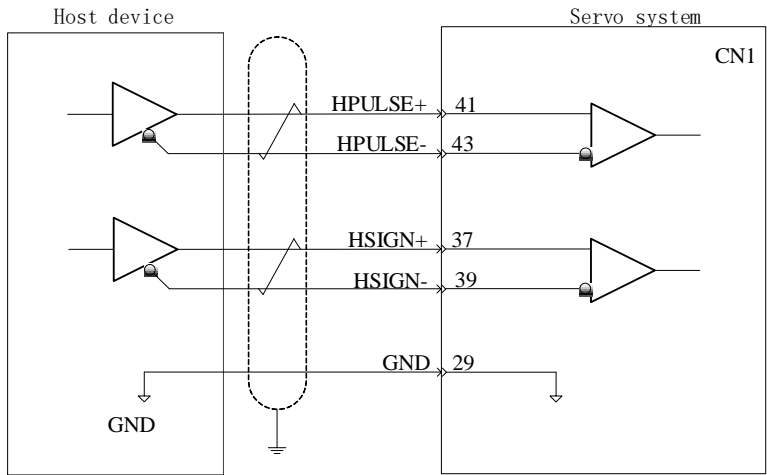 Host device
Servo system
CN1
HPULSE+ 41
HPULSE- 43
HSIGN+ 37
HSIGN- 39
GND 29
GND